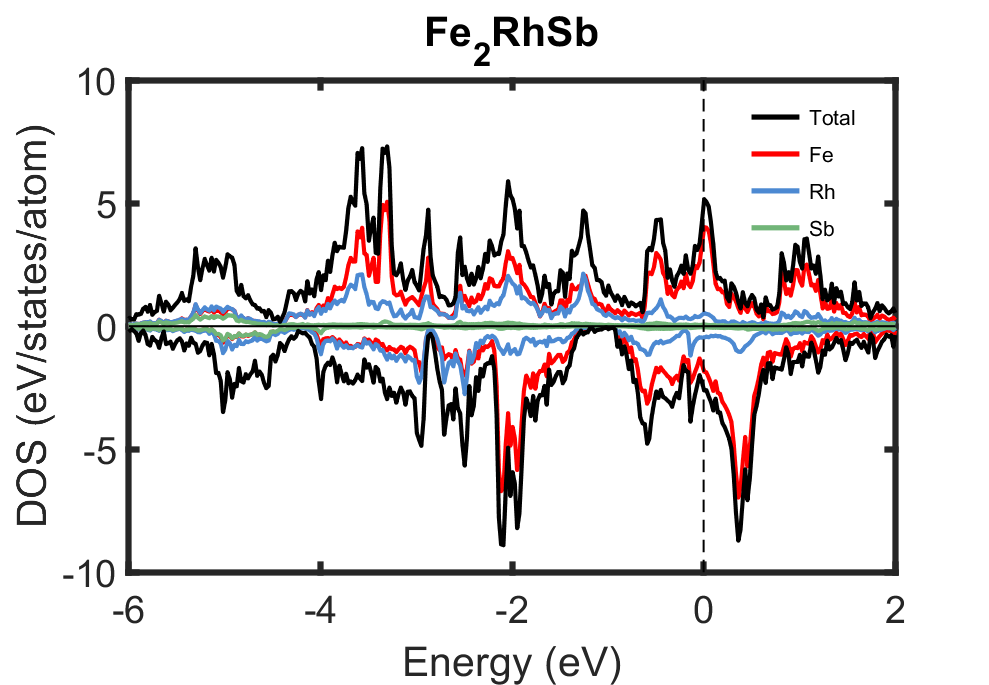 Fe₂RhSb
DOS (eV/states/atom)
10
5
0
-5
-10
Total
Fe
Rh
Sb
-6 -4 -2 0 2
Energy (eV)